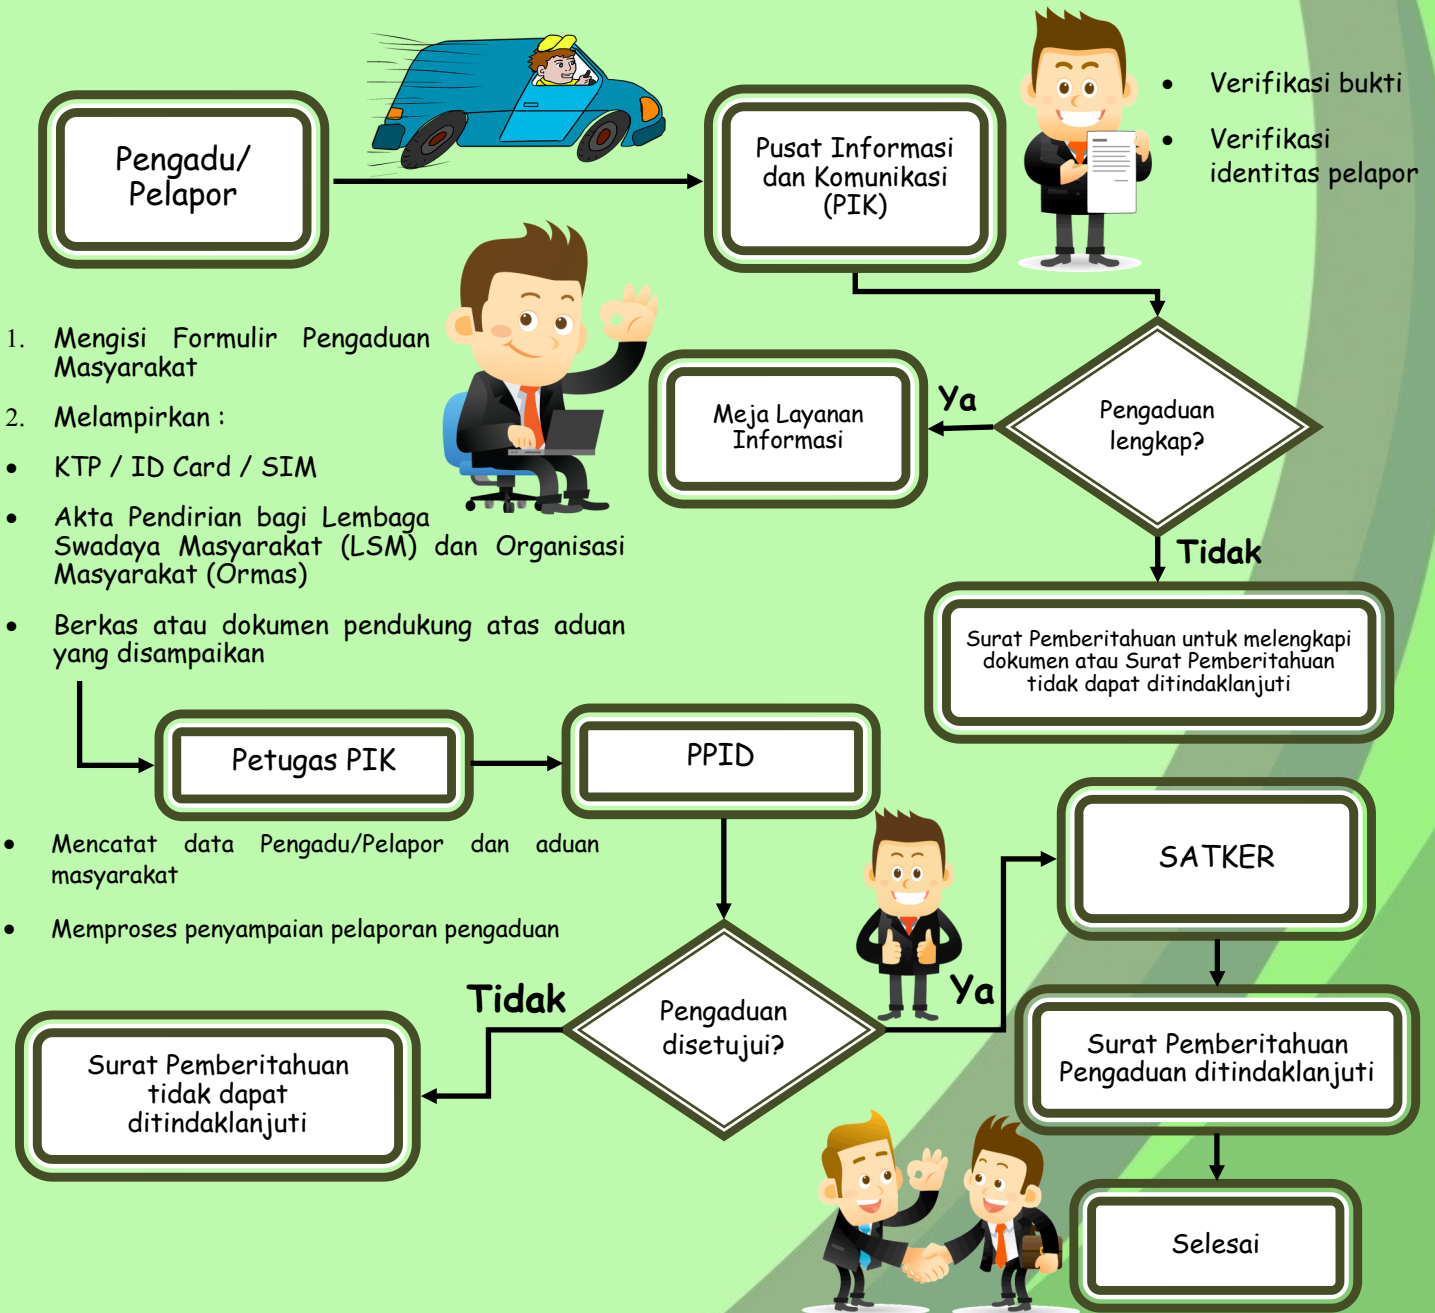 Pengadu/
Pelapor
Pusat Informasi
dan Komunikasi
(PIK)
• Verifikasi bukti
• Verifikasi
identitas pelapor
1. Mengisi Formulir Pengaduan
Masyarakat
2. Melampirkan :
• KTP / ID Card / SIM
• Akta Pendirian bagi Lembaga
Swadaya Masyarakat (LSM) dan Organisasi
Masyarakat (Ormas)
• Berkas atau dokumen pendukung atas aduan
yang disampaikan
Meja Layanan
Informasi
Ya
Pengaduan
lengkap?
Tidak
Surat Pemberitahuan untuk melengkapi
dokumen atau Surat Pemberitahuan
tidak dapat ditindaklanjuti
Petugas PIK
PPID
• Mencatat data Pengadu/Pelapor dan aduan
masyarakat
• Memproses penyampaian pelaporan pengaduan
SATKER
Tidak
Pengaduan
disetujui?
Ya
Surat Pemberitahuan
tidak dapat
ditindaklanjuti
Surat Pemberitahuan
Pengaduan ditindaklanjuti
Selesai